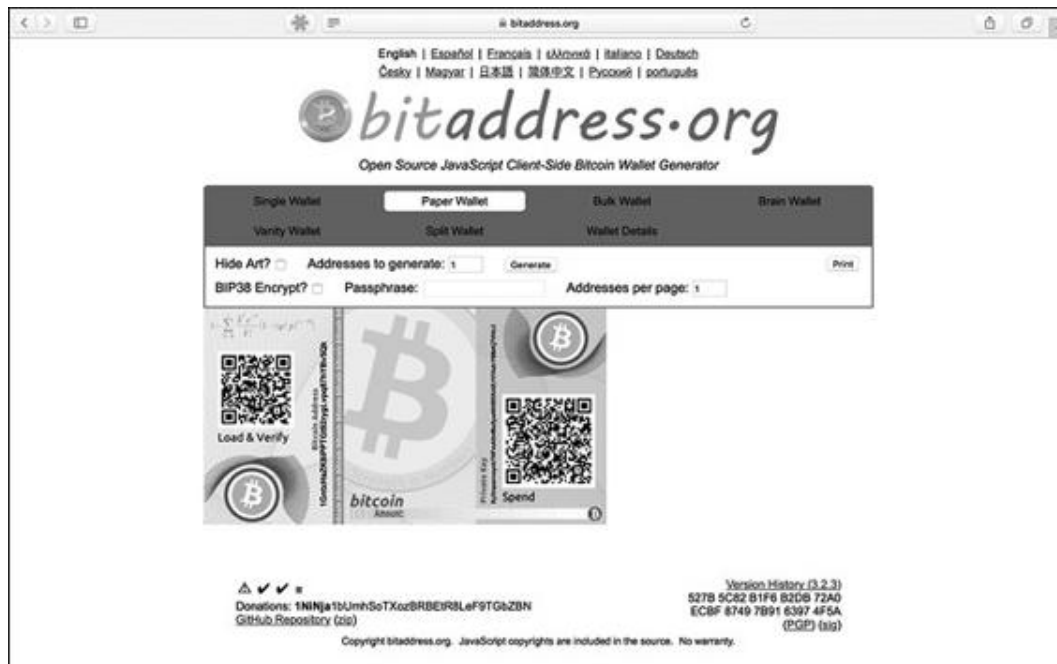 bitaddress.org
English | Español | Français | ελληνικά | italiano | Deutsch
Česky | Magyar | 日本語 | 简体中文 | Русский | português
bitaddress.org
Open Source JavaScript Client-Side Bitcoin Wallet Generator
Single Wallet Paper Wallet Bulk Wallet Brain Wallet
Vanity Wallet Split Wallet Wallet Details
Hide Art? Addresses to generate: 1 Generate Print
BIP38 Encrypt? Passphrase: Addresses per page: 1
Load & Verify
Bitcoin Address
bitcoin
Amount:
Private Key
Spend
Donations: 1NiNja1bUmhSoTXozBRBEtR8LeF9TGbZBN
GitHub Repository (zip)
Version History (3.2.3)
527B 5C82 B1F6 B2DB 72A0
ECBF 8749 7B91 6397 4F5A
(PGP) (sig)
Copyright bitaddress.org. JavaScript copyrights are included in the source. No warranty.